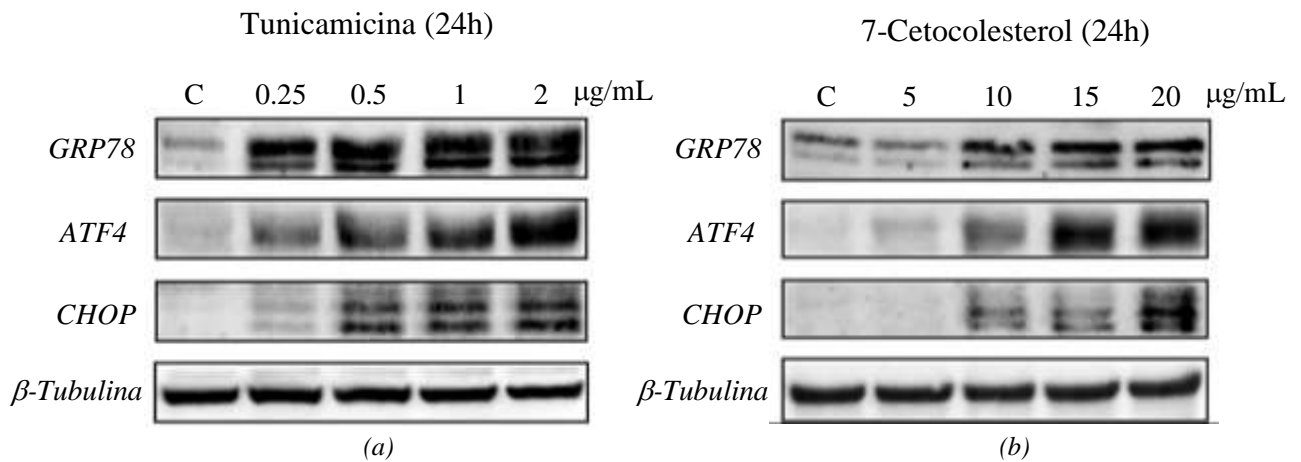 Tunicamicina (24h)
C 0.25 0.5 1 2 μg/mL
GRP78
ATF4
CHOP
β-Tubulina
(a)
7-Cetocolesterol (24h)
C 5 10 15 20 μg/mL
GRP78
ATF4
CHOP
β-Tubulina
(b)